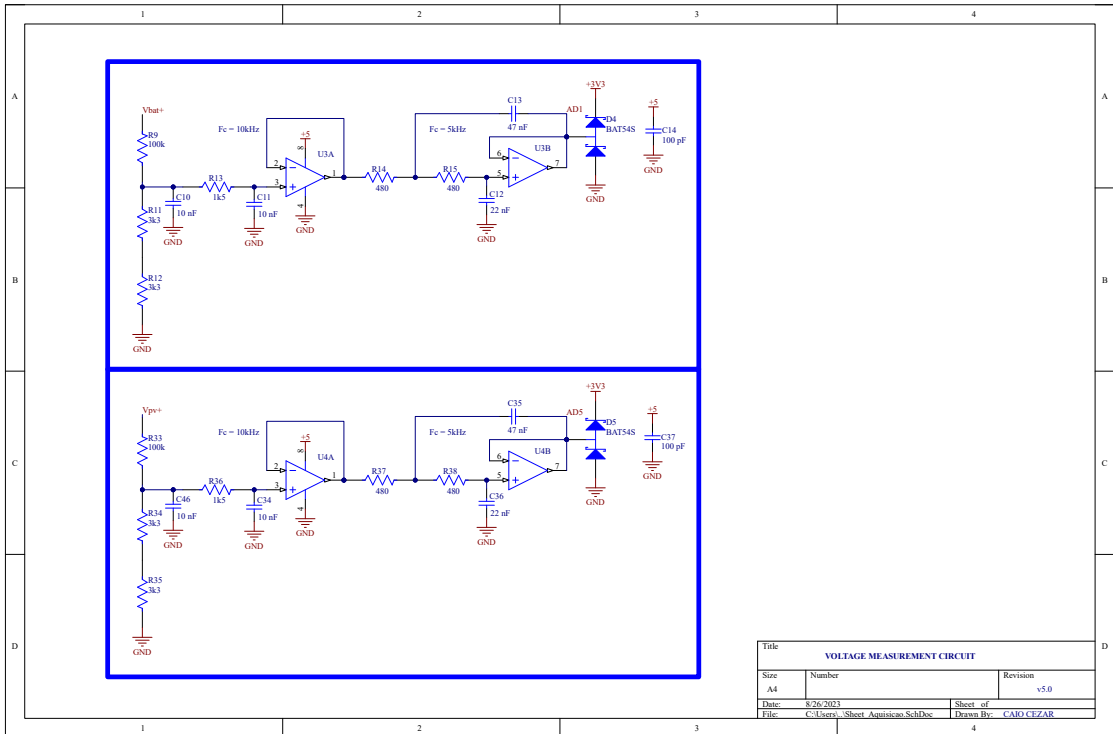 1 2 3 4
A A
B B
C C
D D
Vbat+
R9
100k
R11
3k3
R12
3k3
GND
C10
10 nF
GND
R13
1k5
C11
10 nF
GND
Fc = 10kHz
+5
8
2
3
1
4
U3A
GND
R14
480
Fc = 5kHz
R15
480
C13
47 nF
C12
22 nF
GND
6
5
7
U3B
AD1
+3V3
D4
BAT54S
GND
+5
C14
100 pF
GND
Vpv+
R33
100k
R34
3k3
R35
3k3
GND
C46
10 nF
GND
R36
1k5
C34
10 nF
GND
Fc = 10kHz
+5
8
2
3
1
4
U4A
GND
R37
480
Fc = 5kHz
R38
480
C35
47 nF
C36
22 nF
GND
6
5
7
U4B
AD5
+3V3
D5
BAT54S
GND
+5
C37
100 pF
GND
Title
VOLTAGE MEASUREMENT CIRCUIT
Size Number Revision
A4 v5.0
Date: 8/26/2023 Sheet of
File: C:\Users\..\Sheet_Aquisicao.SchDoc Drawn By: CAIO CEZAR
1 2 3 4